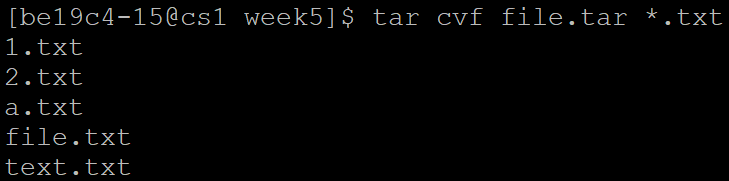 [be19c4-15@cs1 week5]$ tar cvf file.tar *.txt
1.txt
2.txt
a.txt
file.txt
text.txt